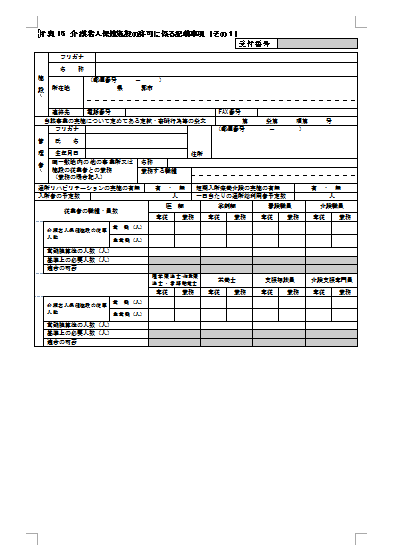 付表15 介護老人保健施設の許可に係る記載事項（その１）
受付番号
施設
フリガナ
名　称
所在地
（郵便番号　　－　　）
県　郡市
連絡先
電話番号
FAX番号
当該事業の実施について定めてある定款・寄附行為等の条文
第　条第　項第　号
管理者
フリガナ
氏　名
生年月日
住所
（郵便番号　　－　　）
同一敷地内の他の事業所又は施設の従業者との兼務（兼務の場合記入）
名称
兼務する職種
通所リハビリテーションの実施の有無
有　・　無
短期入所療養介護の実施の有無
有　・　無
入所者の予定数
人
一日当たりの通所者利用者予定数
人
従業者の職種・員数
医　師
薬剤師
看護職員
介護職員
専従 兼務 専従 兼務 専従 兼務 専従 兼務
介護老人保健施設の従事人数
常　勤（人）
非常勤（人）
常勤換算後の人数（人）
基準上の必要人数（人）
適合の可否
理学療法士・作業療法士・言語聴覚士
栄養士
支援相談員
介護支援専門員
専従 兼務 専従 兼務 専従 兼務 専従 兼務
介護老人保健施設の従事人数
常　勤（人）
非常勤（人）
常勤換算後の人数（人）
基準上の必要人数（人）
適合の可否